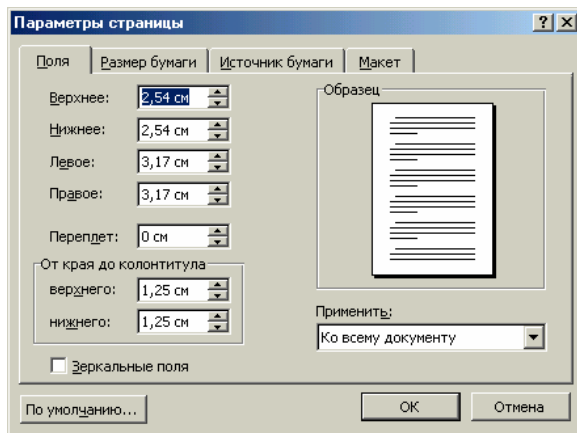 Параметры страницы
Поля Размер бумаги Источник бумаги Макет
Верхнее: 2,54 см
Нижнее: 2,54 см
Левое: 3,17 см
Правое: 3,17 см
Переплет: 0 см
От края до колонтитула
верхнего: 1,25 см
нижнего: 1,25 см
Зеркальные поля
Образец
Применить:
Ко всему документу
По умолчанию... ОК Отмена